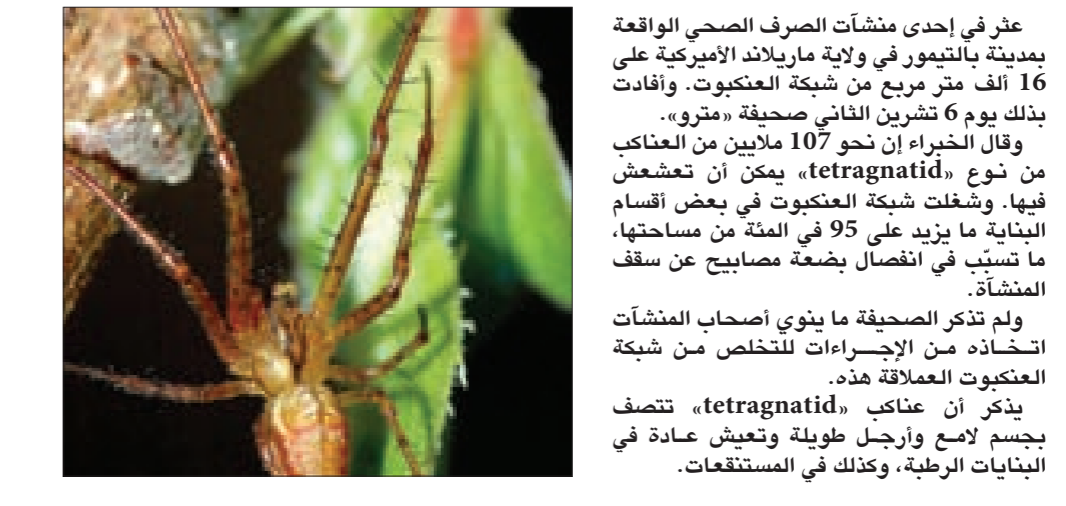 عثر في إحدى منشآت الصرف الصحي الواقعة
بمدينة بالتيمور في ولاية ماريلاند الأميركية على
16 ألف متر مربع من شبكة العنكبوت. وأفادت
بذلك يوم 6 تشرين الثاني صحيفة «مترو».
وقال الخبراء إن نحو 107 ملايين من العناكب
من نوع «tetragnatid» يمكن أن تعشعش
فيها. وشغلت شبكة العنكبوت في بعض أقسام
البناية ما يزيد على 95 في المئة من مساحتها،
ما تسبّب في انفصال بضعة مصابيح عن سقف
المنشآة.
ولم تذكر الصحيفة ما ينوي أصحاب المنشآت
اتخاذه من الإجراءات للتخلص من شبكة
العنكبوت العملاقة هذه.
يذكر أن عناكب «tetragnatid» تتصف
بجسم لامع وأرجل طويلة وتعيش عادة في
البنايات الرطبة، وكذلك في المستنقعات.